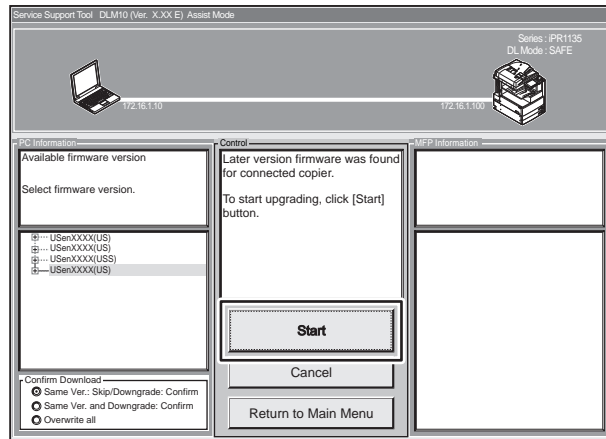 Service Support Tool DLM10 (Ver. X.XX E) Assist Mode
Series : iPR1135
DL Mode : SAFE
172.16.1.10
172.16.1.100
PC Information
Available firmware version
Select firmware version.
USenXXXX(US)
USenXXXX(US)
USenXXXX(USS)
USenXXXX(US)
Confirm Download
Same Ver.: Skip/Downgrade: Confirm
Same Ver. and Downgrade: Confirm
Overwrite all
Control
Later version firmware was found
for connected copier.
To start upgrading, click [Start]
button.
Start
Cancel
Return to Main Menu
MFP Information